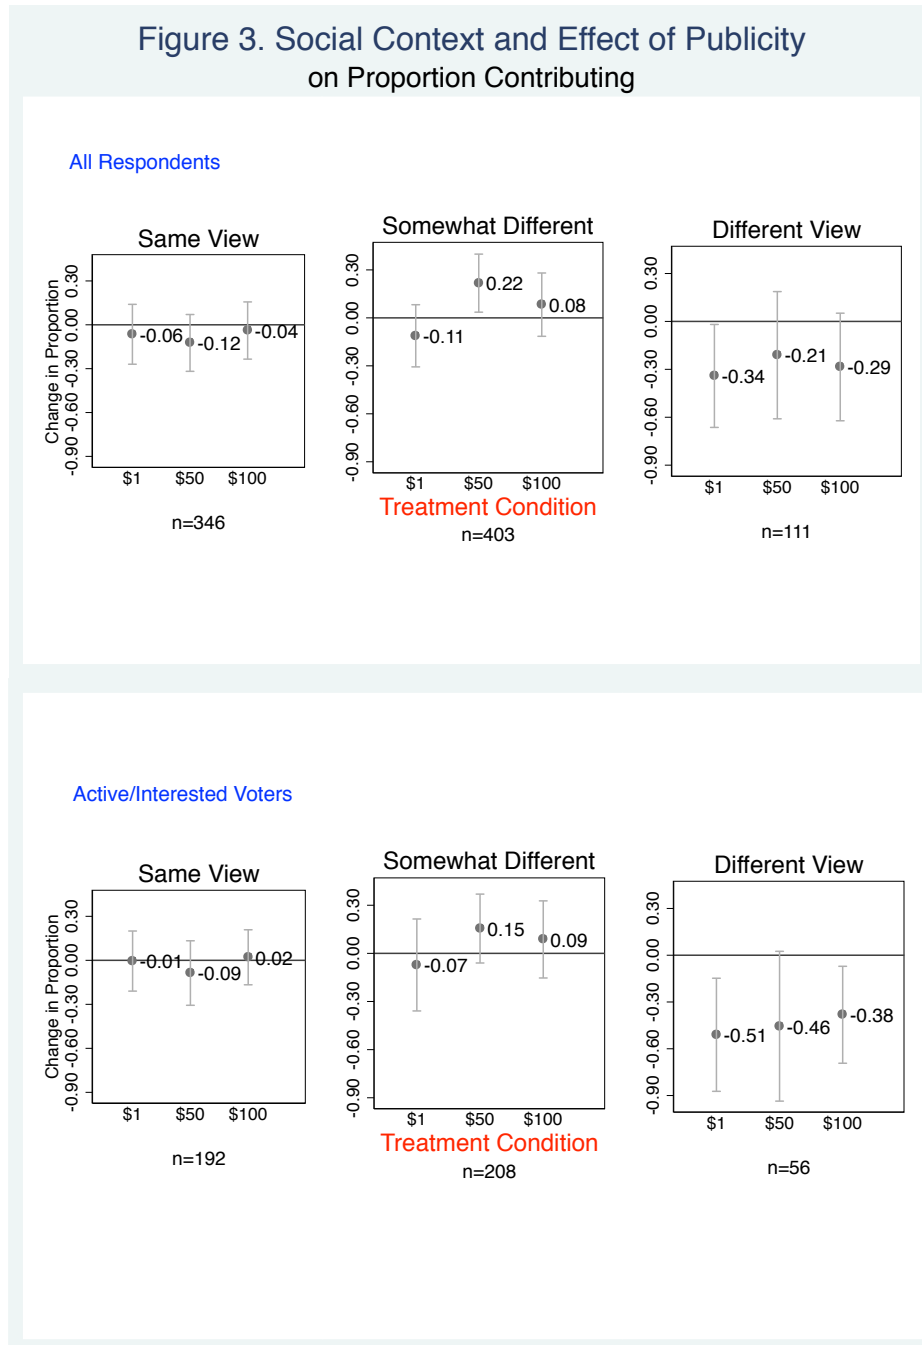 Figure 3. Social Context and Effect of Publicity
on Proportion Contributing
All Respondents
Same View
Change in Proportion
0.30
0.00
-0.30
-0.60
-0.90
-0.06
-0.12
-0.04
$1 $50 $100
n=346
Somewhat Different
0.30
0.00
-0.30
-0.60
-0.90
-0.11
0.22
0.08
$1 $50 $100
Treatment Condition
n=403
Different View
0.30
0.00
-0.30
-0.60
-0.90
-0.34
-0.21
-0.29
$1 $50 $100
n=111
Active/Interested Voters
Same View
Change in Proportion
0.30
0.00
-0.30
-0.60
-0.90
-0.01
-0.09
0.02
$1 $50 $100
n=192
Somewhat Different
0.30
0.00
-0.30
-0.60
-0.90
-0.07
0.15
0.09
$1 $50 $100
Treatment Condition
n=208
Different View
0.30
0.00
-0.30
-0.60
-0.90
-0.51
-0.46
-0.38
$1 $50 $100
n=56